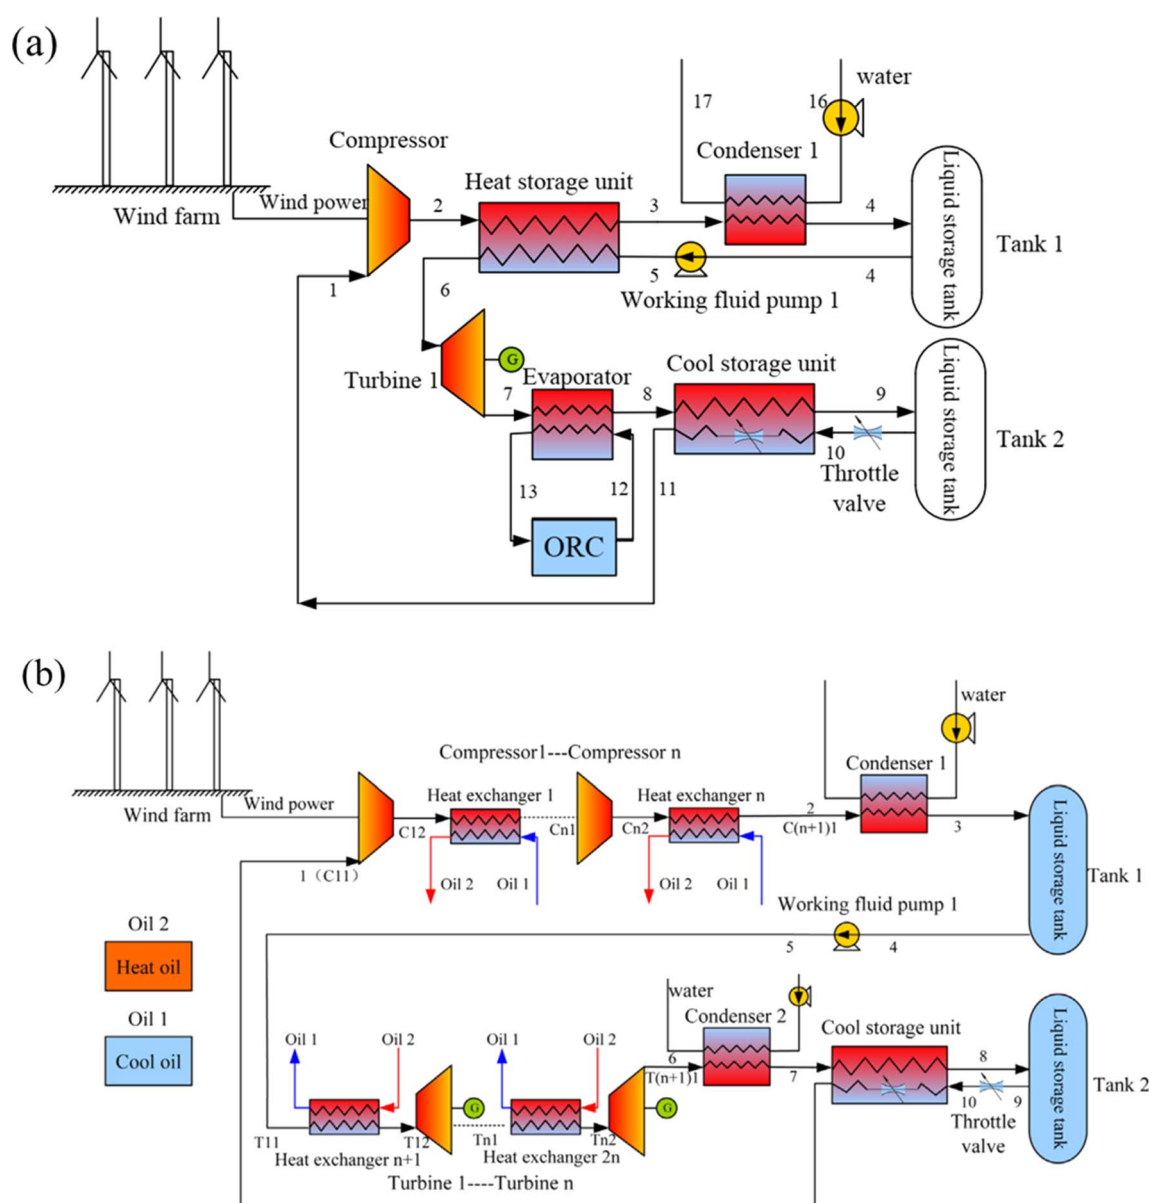 (a)
water
17
16
Compressor
Condenser 1
Heat storage unit
Liquid storage tank
Wind power
2
3
4
Wind farm
Tank 1
1
6
5
4
Working fluid pump 1
G
Turbine 1
Evaporator
Cool storage unit
Liquid storage tank
7
8
9
Tank 2
10
Throttle
valve
13
12
11
ORC
(b)
water
Compressor1---Compressor n
Condenser 1
Heat exchanger 1
Heat exchanger n
Wind power
Wind farm
C12
Cn1
Cn2
2
C(n+1)1
3
Liquid storage tank
Tank 1
1（C11）
Oil 2
Oil 1
Oil 2
Oil 1
Working fluid pump 1
5
4
Oil 2
Heat oil
Oil 1
Cool oil
water
Condenser 2
Cool storage unit
Liquid storage tank
Oil 1
Oil 2
Oil 1
Oil 2
6
T(n+1)1
7
8
Tank 2
10
9
G
G
Throttle
valve
T11
T12
Tn1
Tn2
Heat exchanger n+1
Heat exchanger 2n
Turbine 1----Turbine n